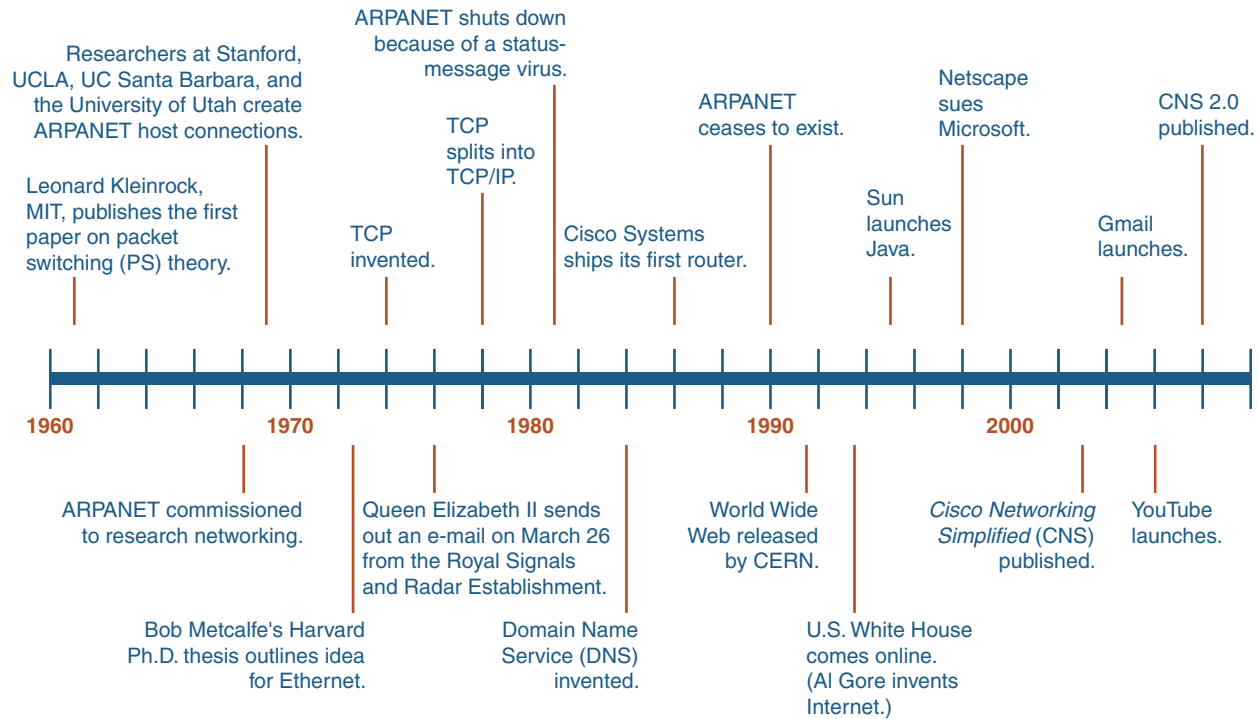 ARPANET shuts down
because of a status-
message virus.
Researchers at Stanford,
UCLA, UC Santa Barbara, and
the University of Utah create
ARPANET host connections.
Netscape
sues
Microsoft.
ARPANET
ceases to exist.
CNS 2.0
published.
TCP
splits into
TCP/IP.
Leonard Kleinrock,
MIT, publishes the first
paper on packet
switching (PS) theory.
TCP
invented.
Cisco Systems
ships its first router.
Sun
launches
Java.
Gmail
launches.
1960
1970
1980
1990
2000
ARPANET commissioned
to research networking.
Queen Elizabeth II sends
out an e-mail on March 26
from the Royal Signals
and Radar Establishment.
World Wide
Web released
by CERN.
Cisco Networking
Simplified (CNS)
published.
YouTube
launches.
Bob Metcalfe's Harvard
Ph.D. thesis outlines idea
for Ethernet.
Domain Name
Service (DNS)
invented.
U.S. White House
comes online.
(Al Gore invents
Internet.)